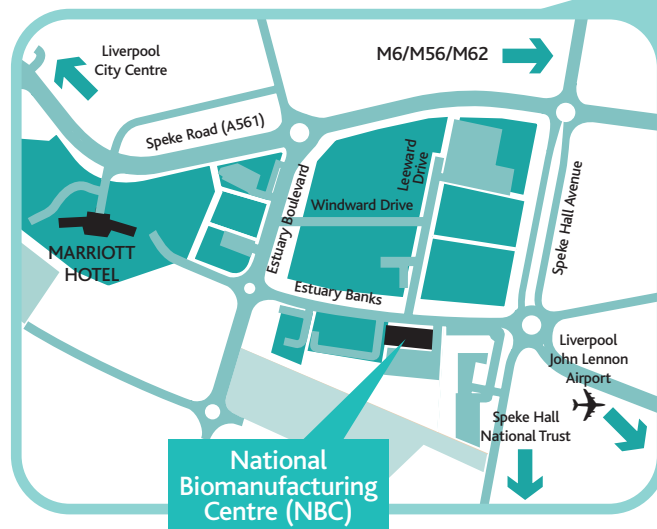 Liverpool
City Centre
M6/M56/M62
Speke Road (A561)
Leeward
Drive
Windward Drive
Estuary Boulevard
Speke Hall Avenue
MARRIOTT
HOTEL
Estuary Banks
Liverpool
John Lennon
Airport
Speke Hall
National Trust
National
Biomanufacturing
Centre (NBC)